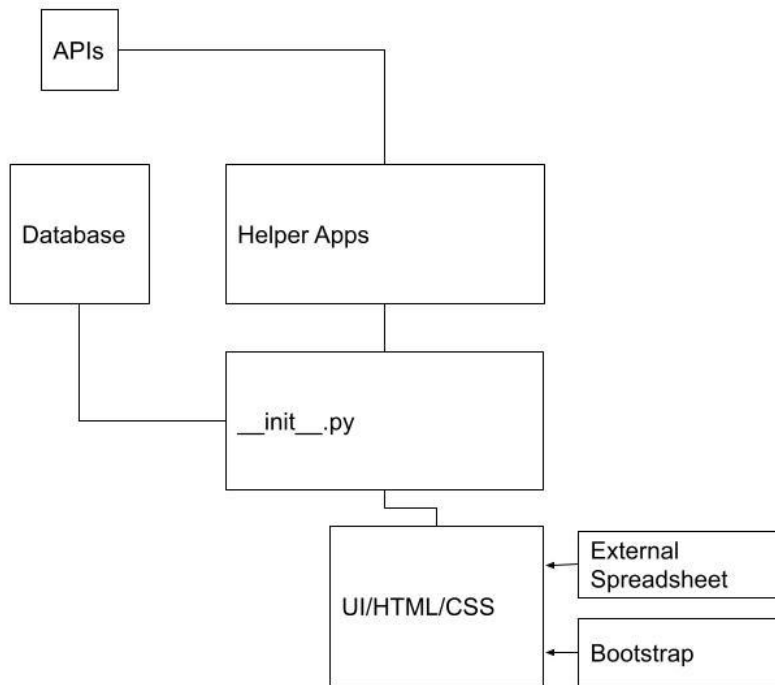 APIs
Database
Helper Apps
__init__.py
UI/HTML/CSS
External
Spreadsheet
Bootstrap